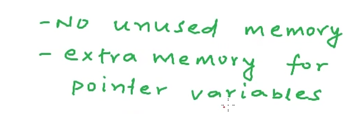 -No unused memory
- extra memory for
pointer variables